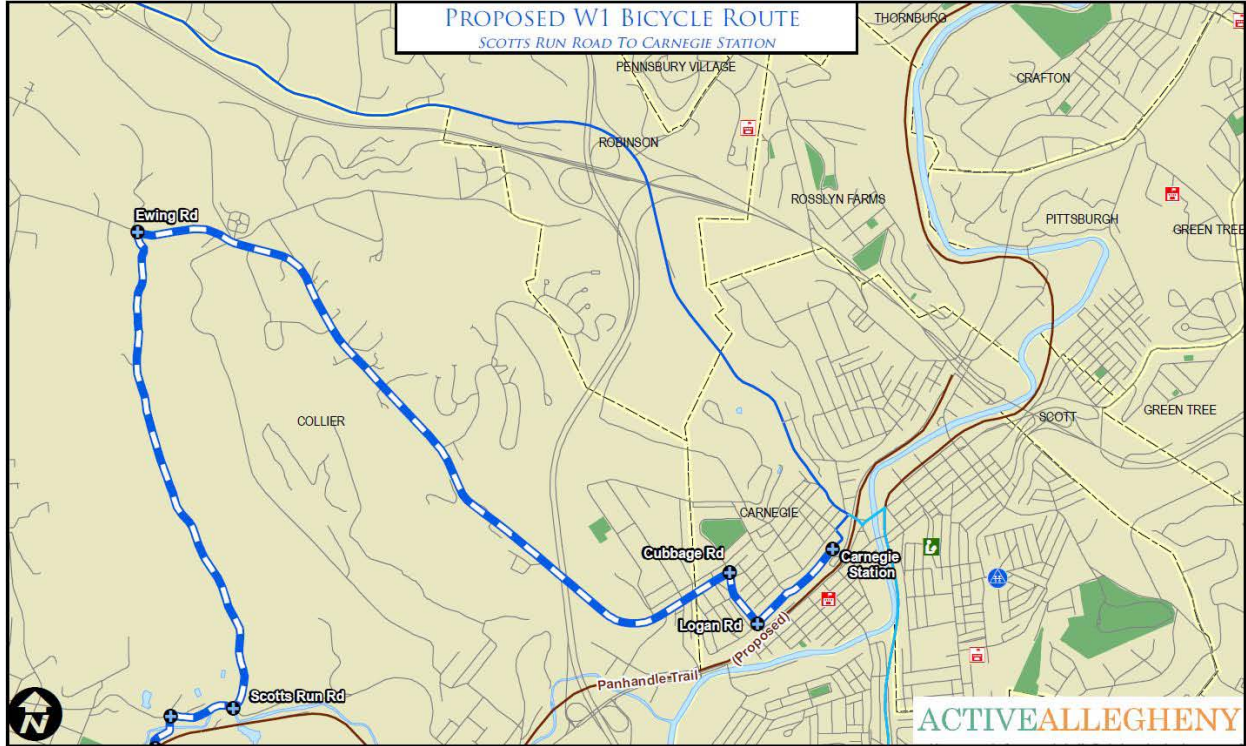 PROPOSED W1 BICYCLE ROUTE
SCOTTS RUN ROAD TO CARNEGIE STATION
THORNBURG
PENNSBURY VILLAGE
CRAFTON
ROBINSON
ROSSLYN FARMS
Ewing Rd
PITTSBURGH
GREEN TREE
COLLIER
SCOTT
GREEN TREE
CARNEGIE
Cubbage Rd
Carnegie
Station
Logan Rd
(Proposed)
Panhandle Trail
Scotts Run Rd
N
ACTIVEALLEGHENY